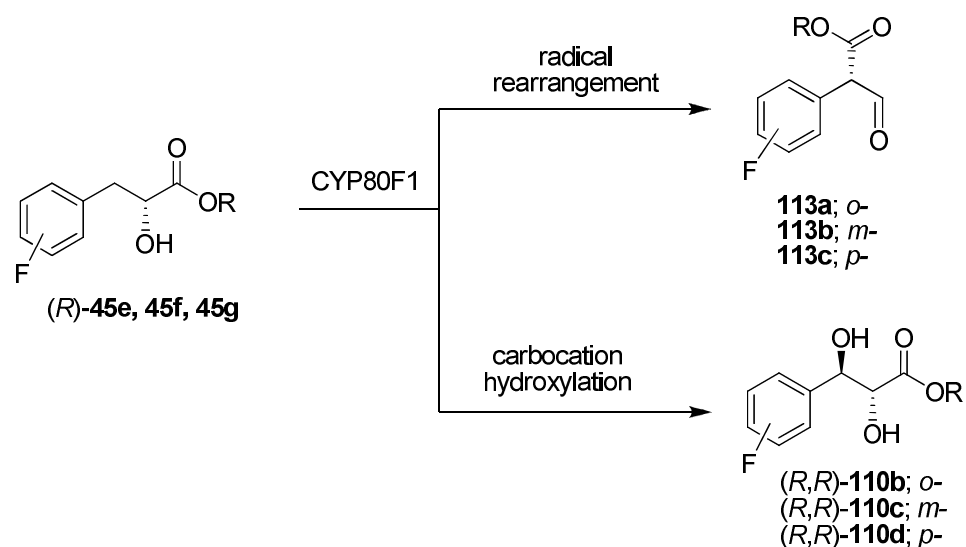 RO
O
radical
rearrangement
O
F
113a; o-
113b; m-
113c; p-
O
OR
OH
F
CYP80F1
(R)-45e, 45f, 45g
carbocation
hydroxylation
OH
O
OR
OH
F
(R,R)-110b; o-
(R,R)-110c; m-
(R,R)-110d; p-